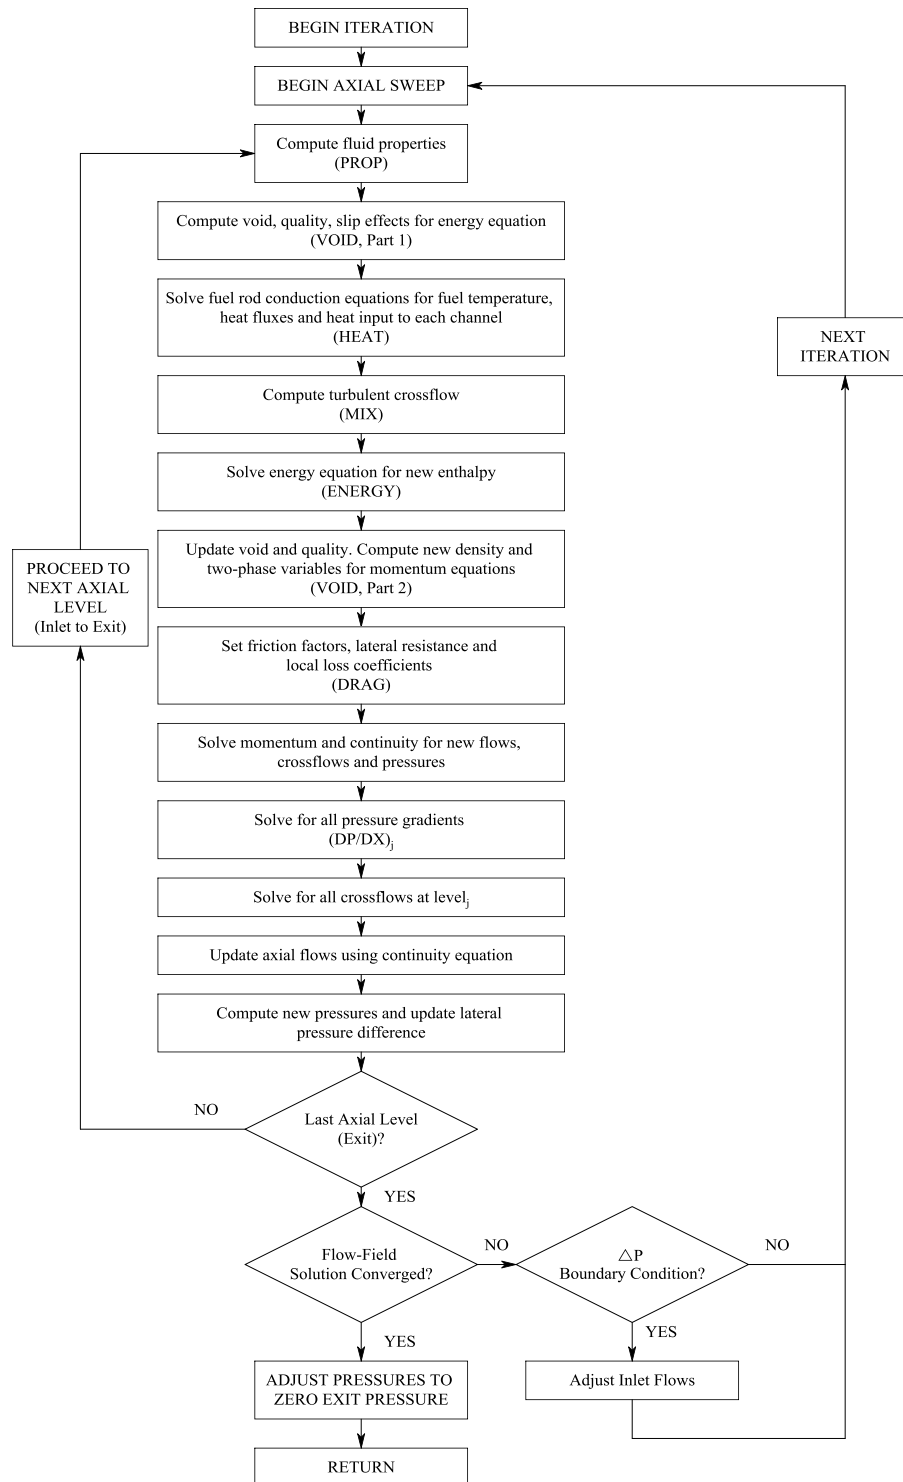 BEGIN ITERATION
BEGIN AXIAL SWEEP
Compute fluid properties
(PROP)
Compute void, quality, slip effects for energy equation
(VOID, Part 1)
Solve fuel rod conduction equations for fuel temperature,
heat fluxes and heat input to each channel
(HEAT)
NEXT
ITERATION
Compute turbulent crossflow
(MIX)
Solve energy equation for new enthalpy
(ENERGY)
Update void and quality. Compute new density and
two-phase variables for momentum equations
(VOID, Part 2)
PROCEED TO
NEXT AXIAL
LEVEL
(Inlet to Exit)
Set friction factors, lateral resistance and
local loss coefficients
(DRAG)
Solve momentum and continuity for new flows,
crossflows and pressures
Solve for all pressure gradients
(DP/DX)j
Solve for all crossflows at levelj
Update axial flows using continuity equation
Compute new pressures and update lateral
pressure difference
NO
Last Axial Level
(Exit)?
YES
Flow-Field
Solution Converged?
NO
△P
Boundary Condition?
NO
YES
YES
ADJUST PRESSURES TO
ZERO EXIT PRESSURE
Adjust Inlet Flows
RETURN